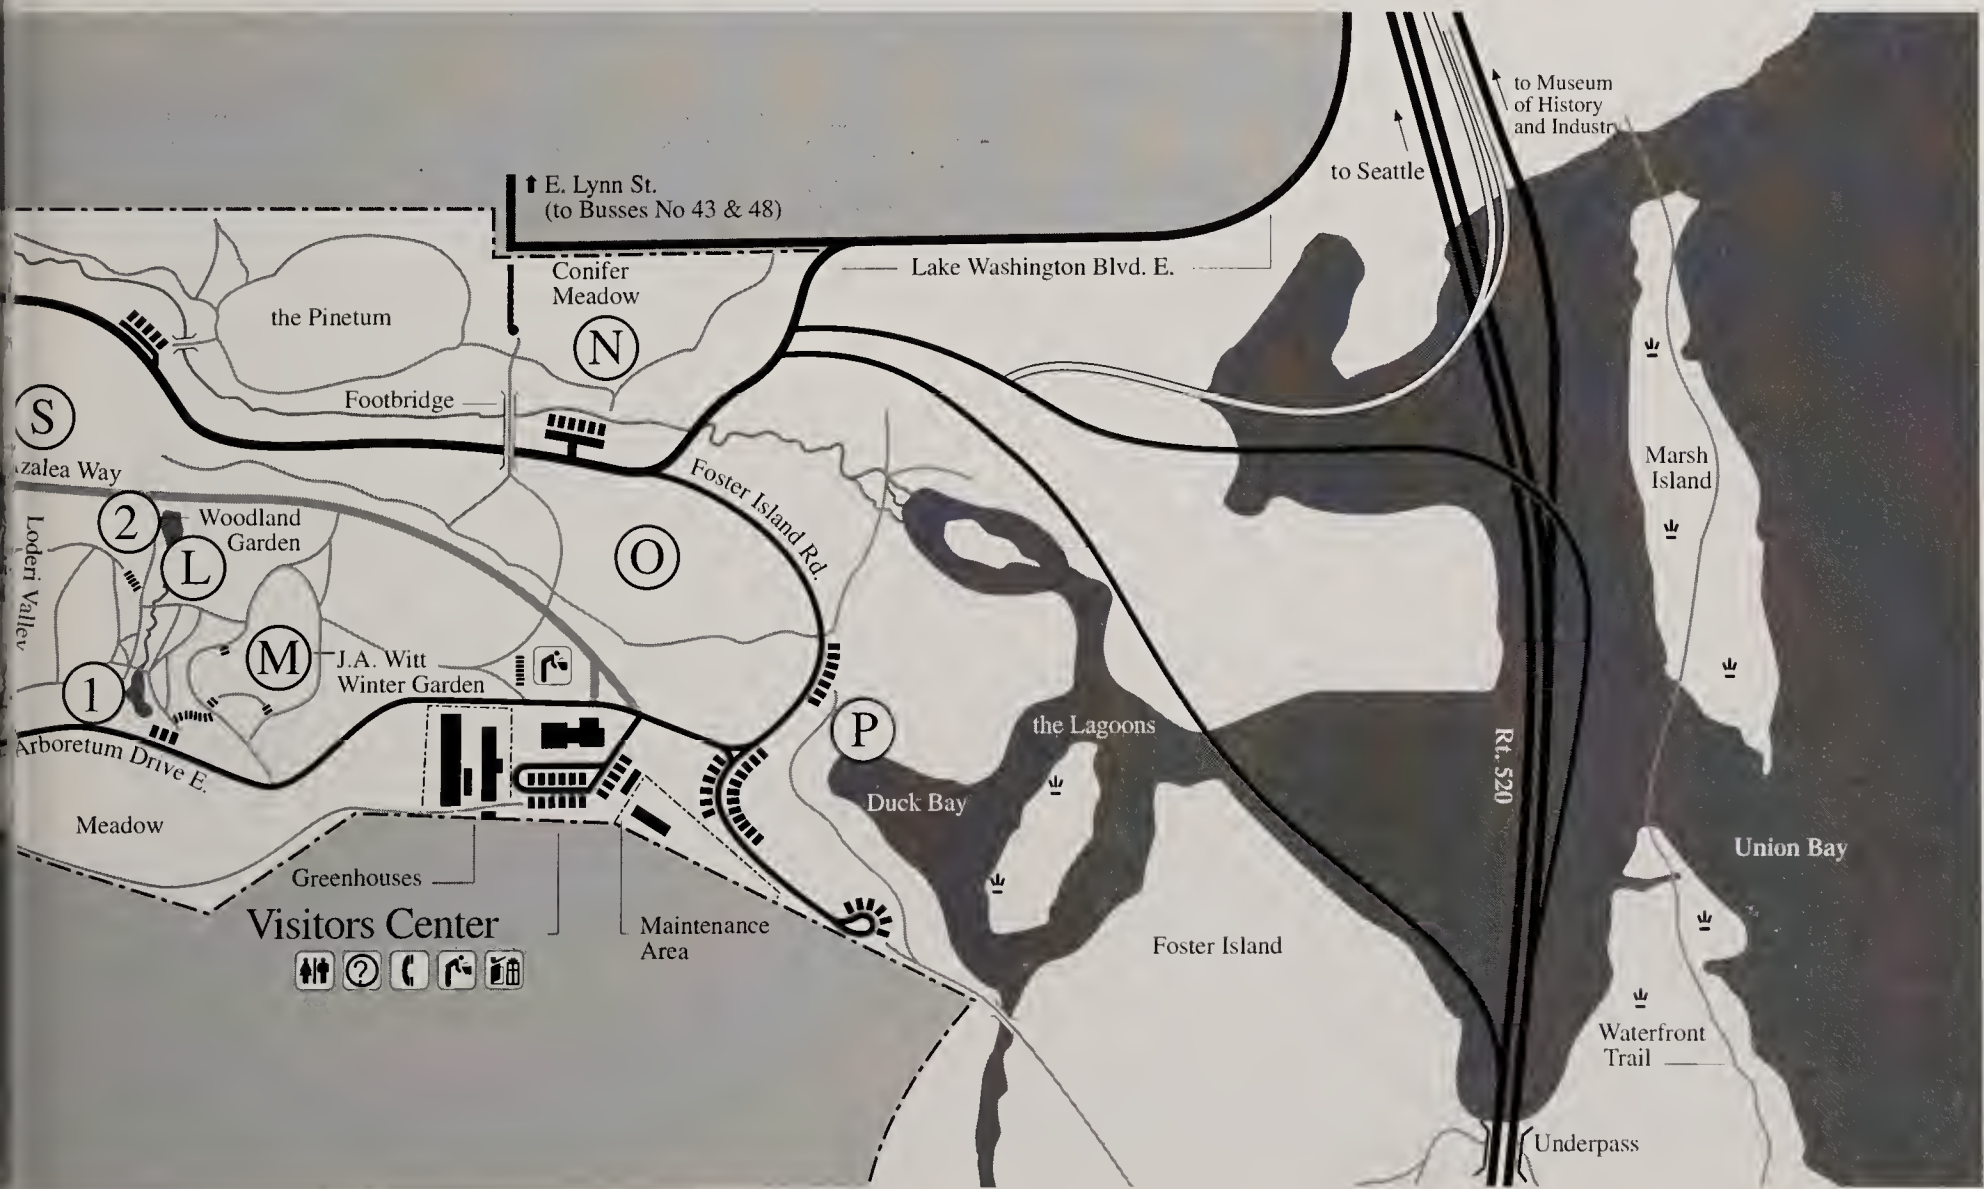 to Museum
of History
and Industry
to Seattle
E. Lynn St.
(to Busses No 43 & 48)
Lake Washington Blvd. E.
Conifer
Meadow
the Pinetum
N
Footbridge
S
zalea Way
Foster Island Rd.
Marsh
Island
2
Woodland
Garden
L
Loderi Valley
O
M
J.A. Witt
Winter Garden
1
Arboretum Drive E.
P
the Lagoons
Rt. 520
Duck Bay
Meadow
Union Bay
Greenhouses
Visitors Center
?
Maintenance
Area
Foster Island
Waterfront
Trail
Underpass